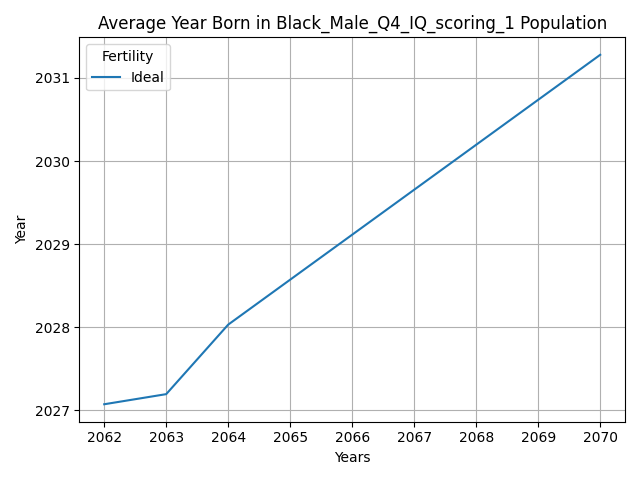 Average Year Born in Black_Male_Q4_IQ_scoring_1 Population
Fertility
Ideal
Year
2031
2030
2029
2028
2027
2062 2063 2064 2065 2066 2067 2068 2069 2070
Years